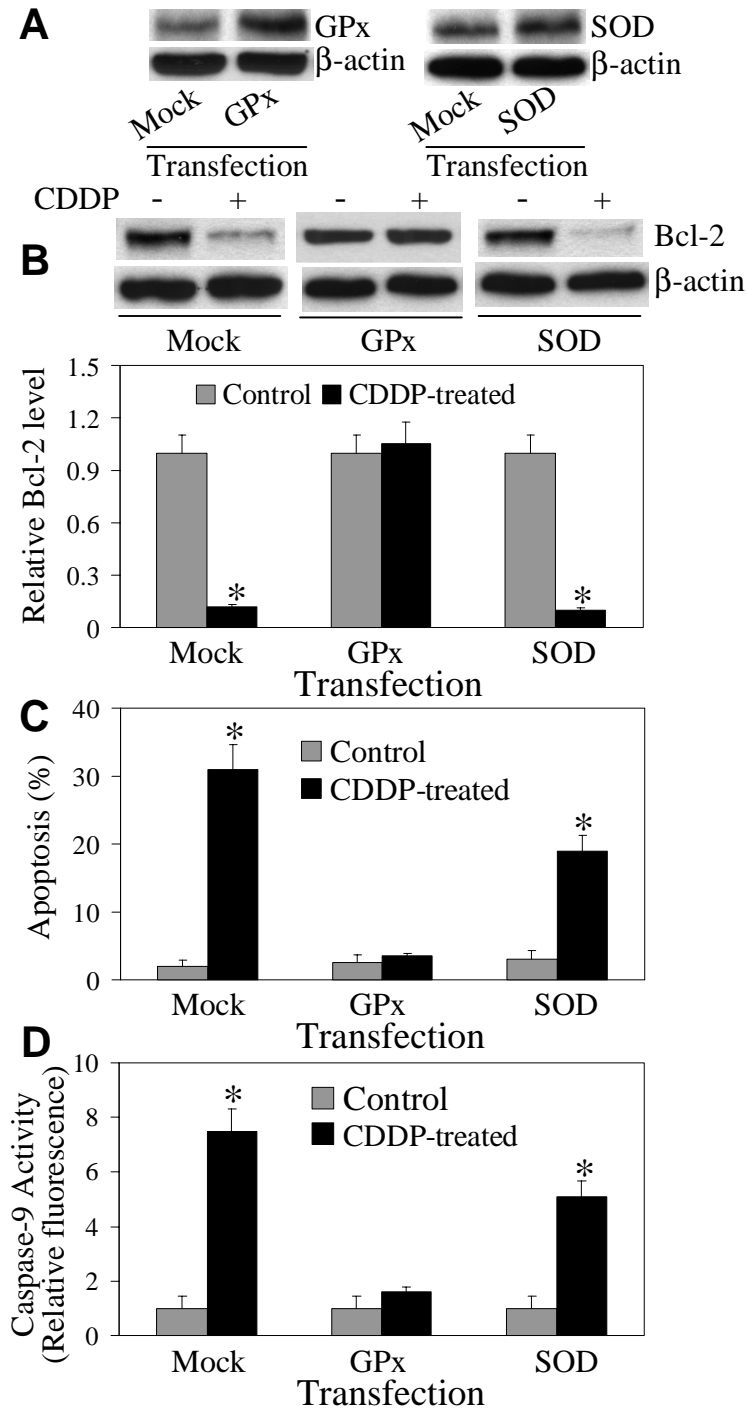 A
GPx
β-actin
Mock GPx
Transfection
SOD
β-actin
Mock SOD
Transfection
CDDP - + - + - +
B
Bcl-2
β-actin
Mock GPx SOD
Relative Bcl-2 level
1.5
1.2
0.9
0.6
0.3
0
Control CDDP-treated
* *
Mock GPx SOD
Transfection
C
Apoptosis (%)
40
30
20
10
0
Control
CDDP-treated
* *
Mock GPx SOD
Transfection
D
Caspase-9 Activity
(Relative fluorescence)
10
8
6
4
2
0
Control
CDDP-treated
* *
Mock GPx SOD
Transfection